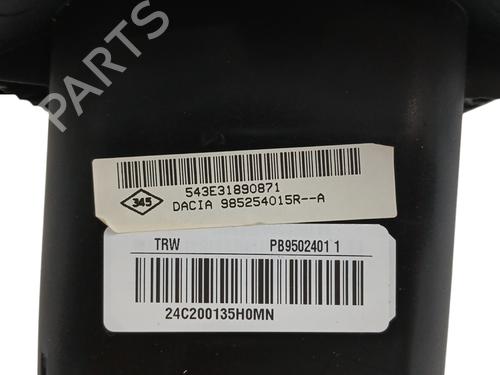 PARTS
543E31890871
345
DACIA 985254015R--A
TRW PB9502401 1
24C200135H0MN